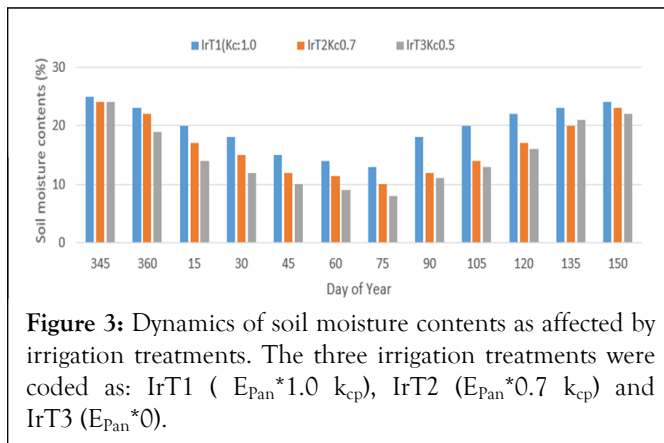 IrT1(Kc:1.0 IrT2Kc0.7 IrT3Kc0.5
Soil moisture contents (%)
30
20
10
0
345 360 15 30 45 60 75 90 105 120 135 150
Day of Year
Figure 3: Dynamics of soil moisture contents as affected by
irrigation treatments. The three irrigation treatments were
coded as: IrT1 ( EPan*1.0 kcp), IrT2 (EPan*0.7 kcp) and
IrT3 (EPan*0).